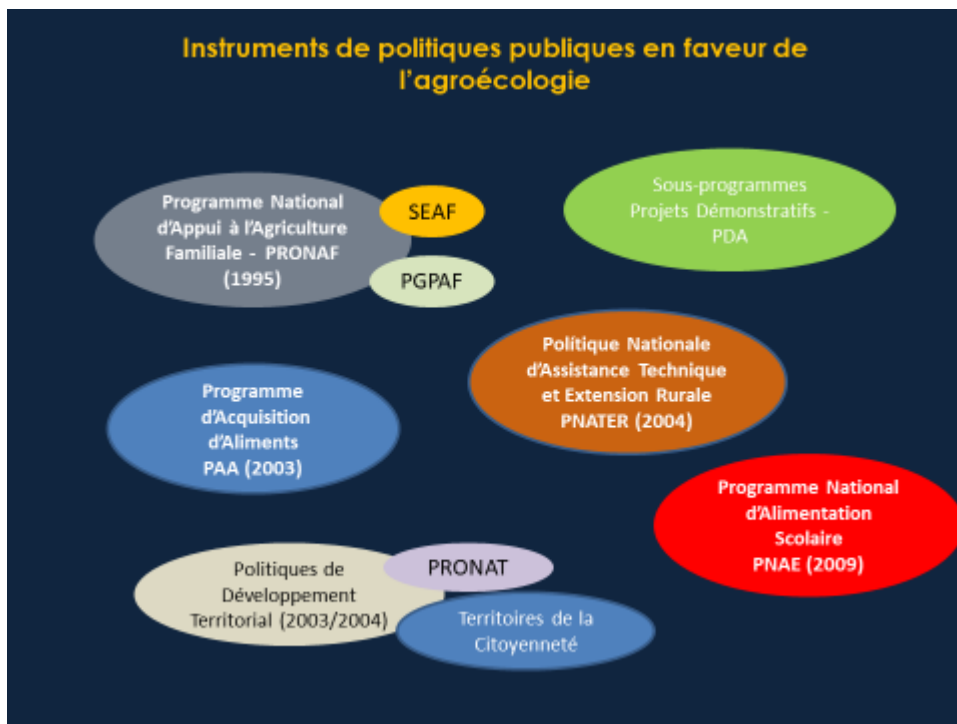 Instruments de politiques publiques en faveur de
l'agroécologie
Programme National
d'Appui à l'Agriculture
Familiale - PRONAF
(1995)
SEAF
PGPAF
Sous-programmes
Projets Démonstratifs -
PDA
Polítique Nationale
d'Assistance Technique
et Extension Rurale
PNATER (2004)
Programme
d'Acquisition
d'Aliments
PAA (2003)
Programme National
d'Alimentation
Scolaire
PNAE (2009)
Politiques de
Développement
Territorial (2003/2004)
PRONAT
Territoires de la
Citoyenneté